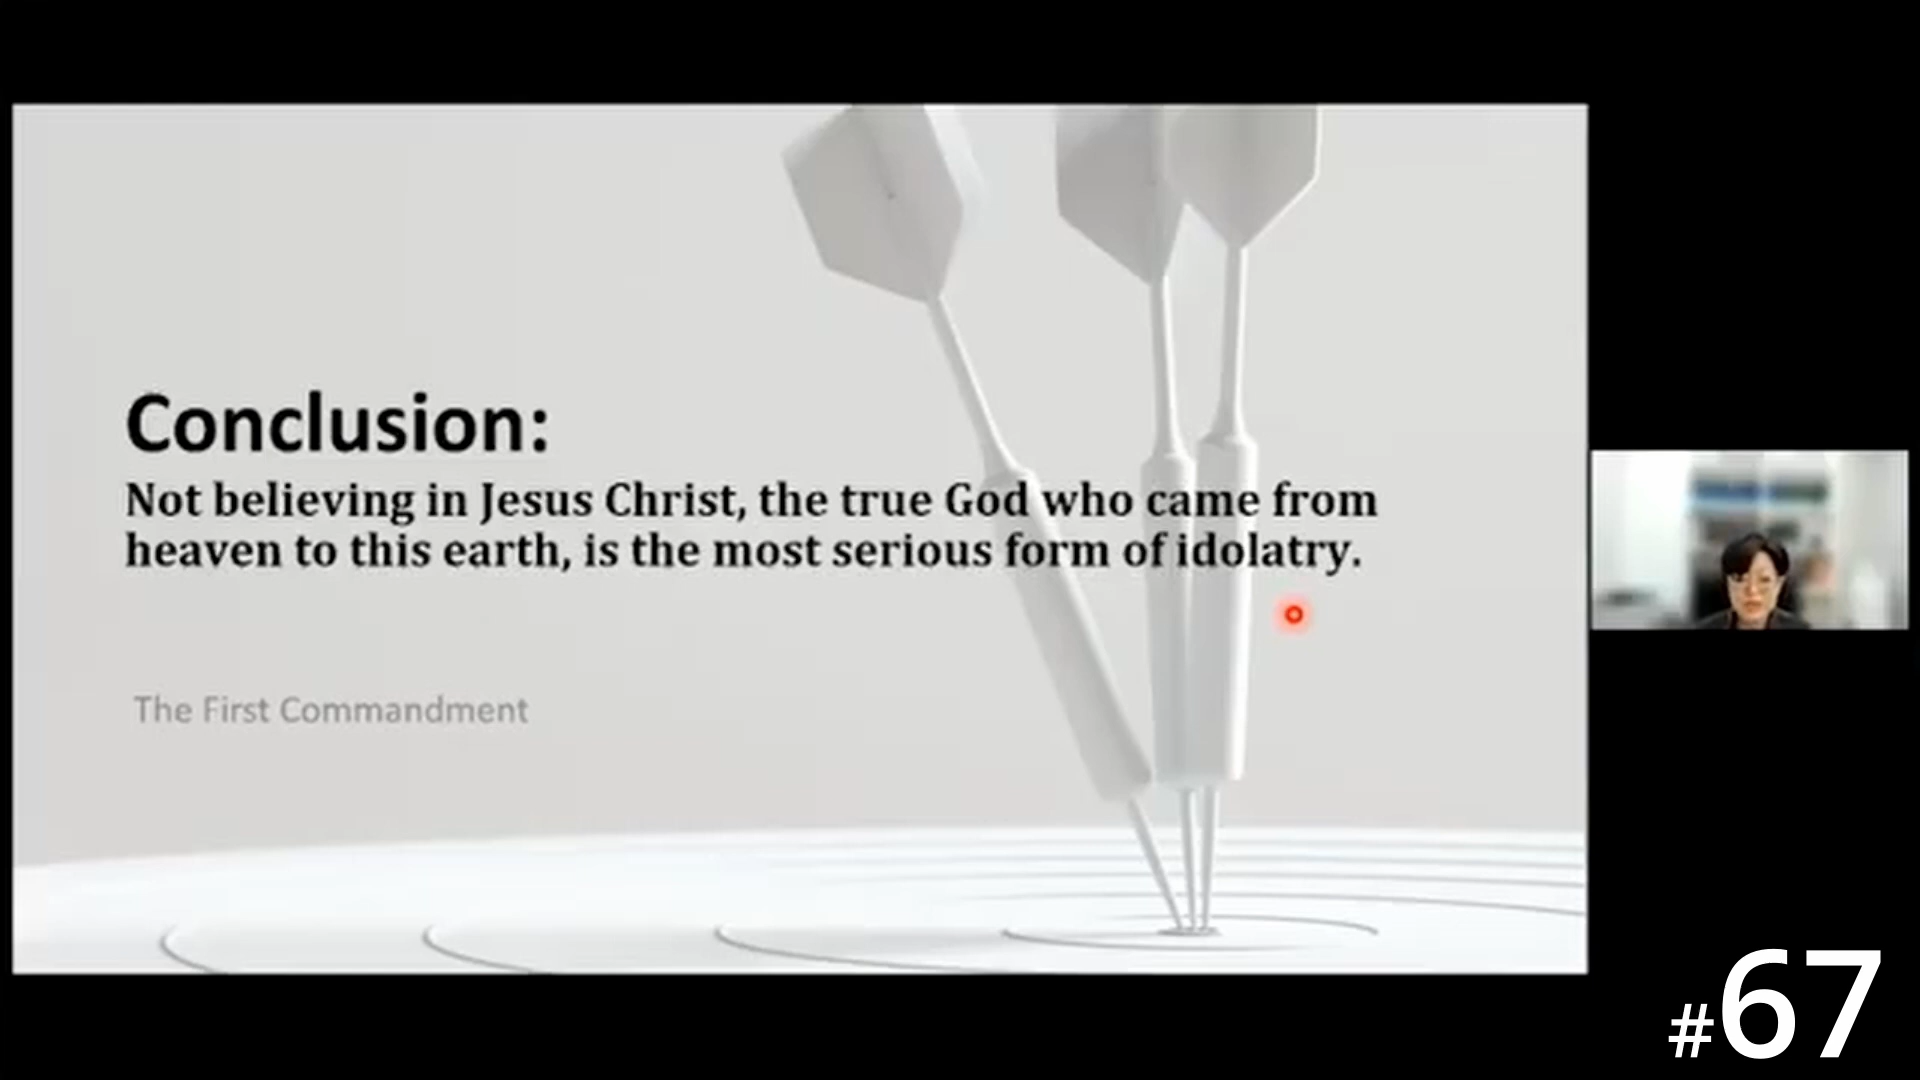 Conclusion:
Not believing in Jesus Christ, the true God who came from
heaven to this earth, is the most serious form of idolatry.
The First Commandment
#67